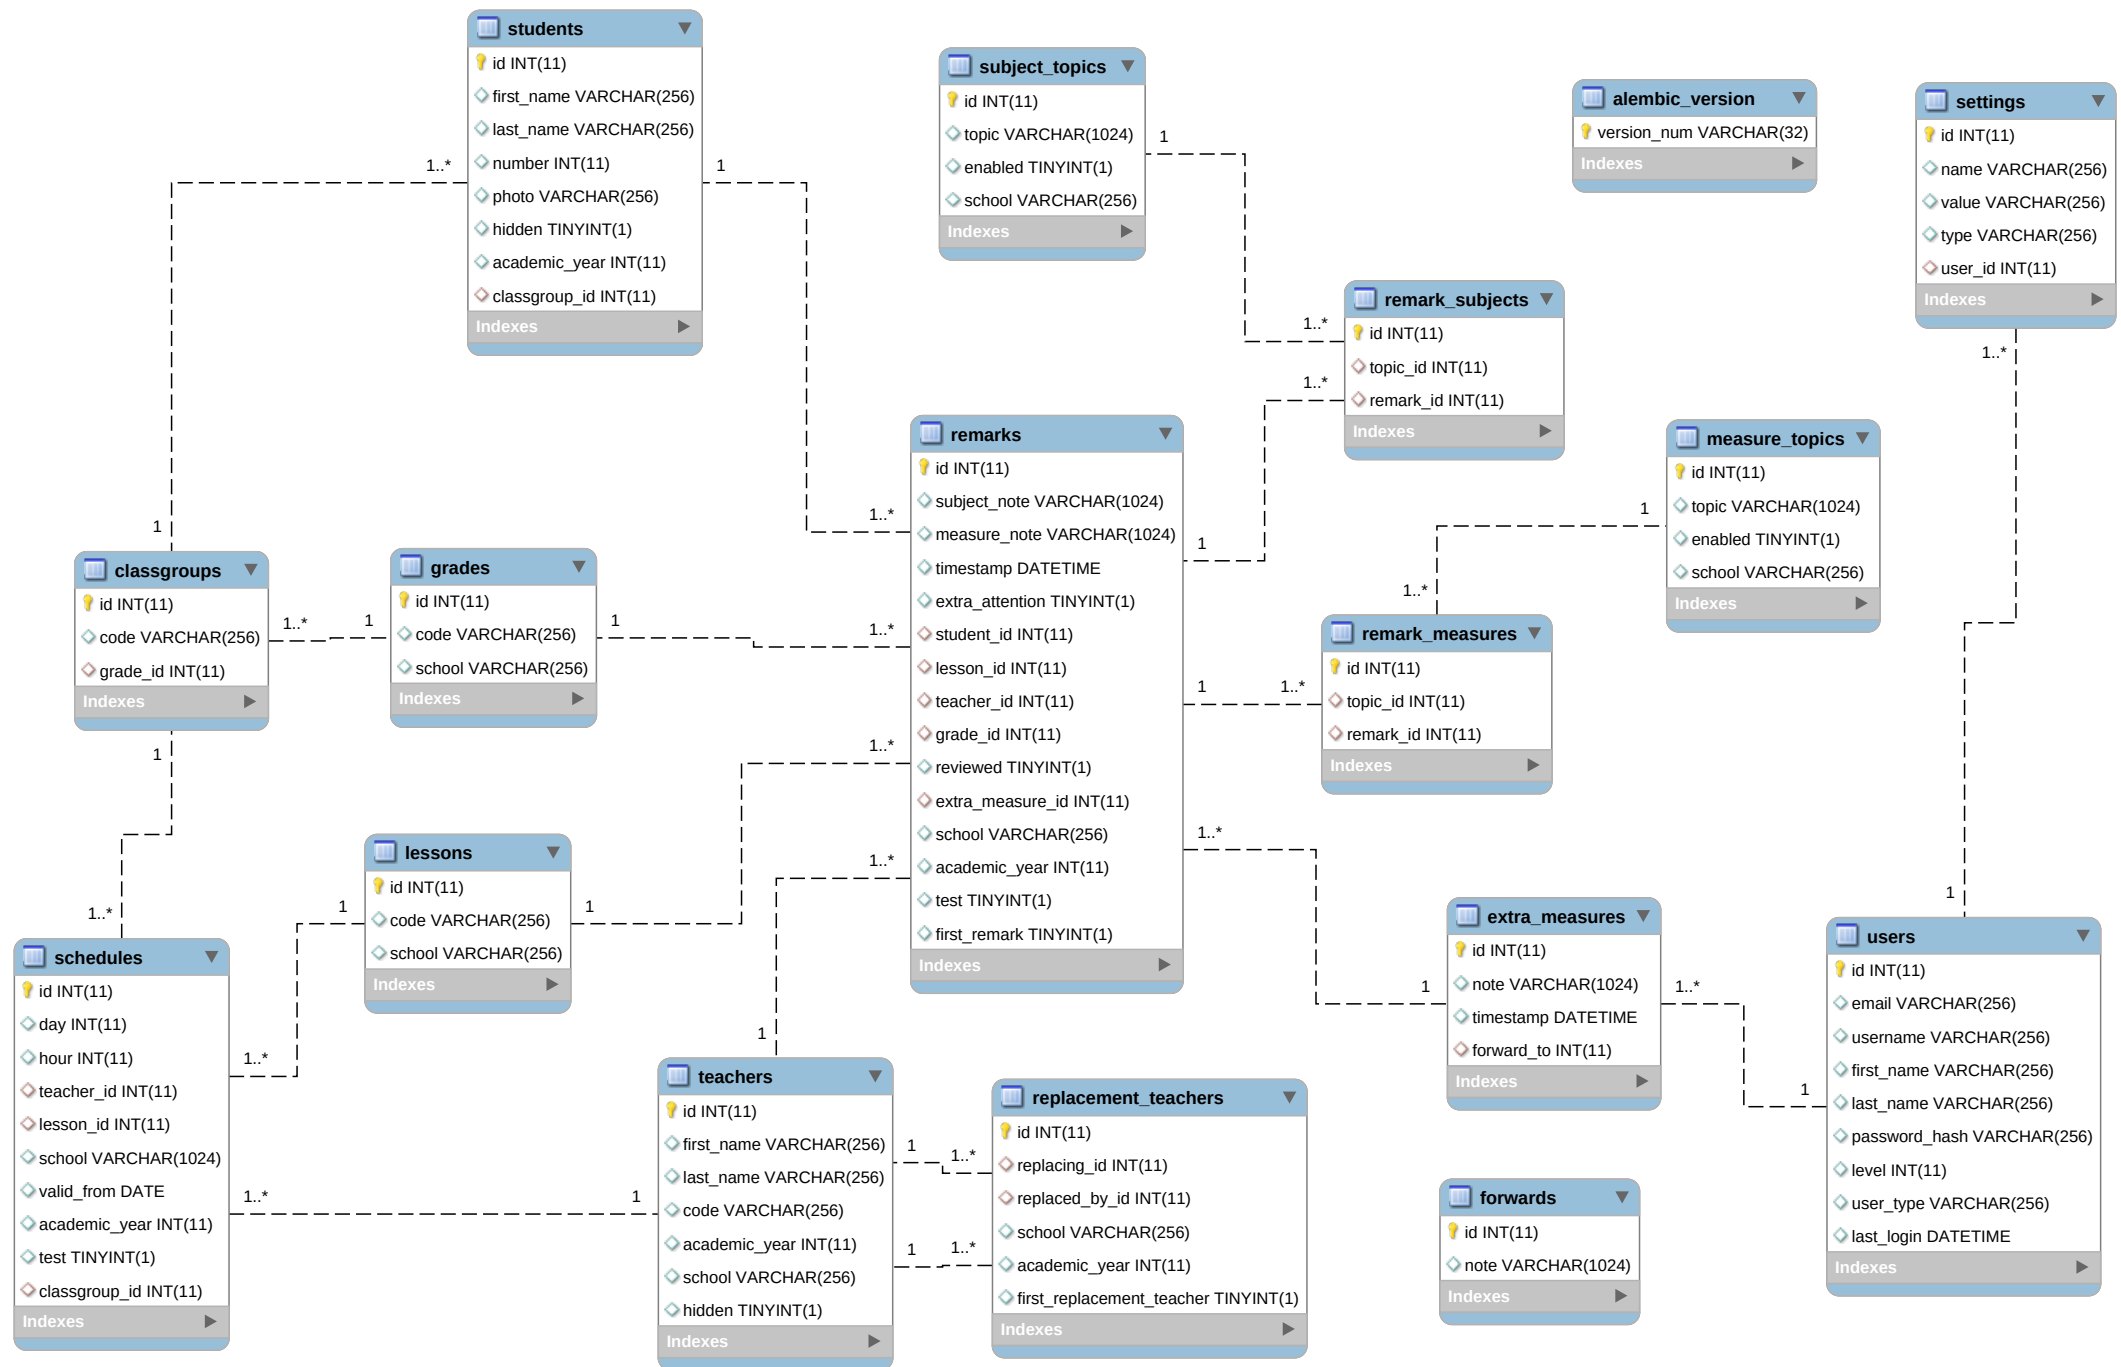 students
id INT(11)
first_name VARCHAR(256)
last_name VARCHAR(256)
number INT(11)
photo VARCHAR(256)
hidden TINYINT(1)
academic_year INT(11)
classgroup_id INT(11)
Indexes
subject_topics
id INT(11)
topic VARCHAR(1024)
enabled TINYINT(1)
school VARCHAR(256)
Indexes
alembic_version
version_num VARCHAR(32)
Indexes
settings
id INT(11)
name VARCHAR(256)
value VARCHAR(256)
type VARCHAR(256)
user_id INT(11)
Indexes
1..*
1
1
1..*
1..*
1..*
remark_subjects
id INT(11)
topic_id INT(11)
remark_id INT(11)
Indexes
remarks
id INT(11)
subject_note VARCHAR(1024)
measure_note VARCHAR(1024)
timestamp DATETIME
extra_attention TINYINT(1)
student_id INT(11)
lesson_id INT(11)
teacher_id INT(11)
grade_id INT(11)
reviewed TINYINT(1)
extra_measure_id INT(11)
school VARCHAR(256)
academic_year INT(11)
test TINYINT(1)
first_remark TINYINT(1)
Indexes
measure_topics
id INT(11)
topic VARCHAR(1024)
enabled TINYINT(1)
school VARCHAR(256)
Indexes
1
1..*
1
1
1..*
classgroups
id INT(11)
code VARCHAR(256)
grade_id INT(11)
Indexes
1..*
1
grades
id INT(11)
code VARCHAR(256)
school VARCHAR(256)
Indexes
1
1..*
remark_measures
id INT(11)
topic_id INT(11)
remark_id INT(11)
Indexes
1
1..*
1
1..*
1..*
1..*
lessons
id INT(11)
code VARCHAR(256)
school VARCHAR(256)
Indexes
1..*
1
1
1
extra_measures
id INT(11)
note VARCHAR(1024)
timestamp DATETIME
forward_to INT(11)
Indexes
users
id INT(11)
email VARCHAR(256)
username VARCHAR(256)
first_name VARCHAR(256)
last_name VARCHAR(256)
password_hash VARCHAR(256)
level INT(11)
user_type VARCHAR(256)
last_login DATETIME
Indexes
schedules
id INT(11)
day INT(11)
hour INT(11)
teacher_id INT(11)
lesson_id INT(11)
school VARCHAR(1024)
valid_from DATE
academic_year INT(11)
test TINYINT(1)
classgroup_id INT(11)
Indexes
1
1..*
1..*
1
1
1..*
1
teachers
id INT(11)
first_name VARCHAR(256)
last_name VARCHAR(256)
code VARCHAR(256)
academic_year INT(11)
school VARCHAR(256)
hidden TINYINT(1)
Indexes
1
1..*
1
1..*
replacement_teachers
id INT(11)
replacing_id INT(11)
replaced_by_id INT(11)
school VARCHAR(256)
academic_year INT(11)
first_replacement_teacher TINYINT(1)
Indexes
forwards
id INT(11)
note VARCHAR(1024)
Indexes